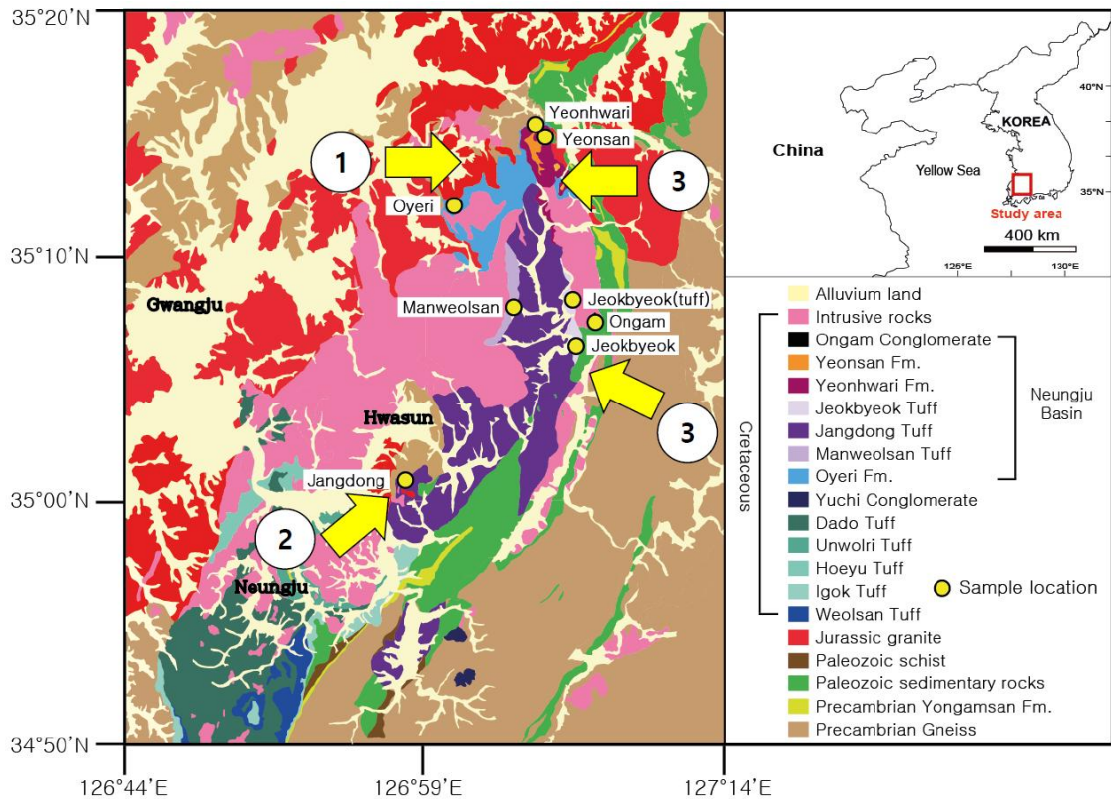 35°20'N
35°10'N
35°00'N
34°50'N
126°44'E
126°59'E
127°14'E
Yeonhwari
Yeonsan
1
3
Oyeri
Gwangju
Manweolsan
Jeokbyeok(tuff)
Ongam
Jeokbyeok
Hwasun
3
Jangdong
2
Neungju
China
KOREA
40°N
Yellow Sea
35°N
Study area
400 km
125°E
130°E
Alluvium land
Intrusive rocks
Ongam Conglomerate
Yeonsan Fm.
Yeonhwari Fm.
Jeokbyeok Tuff
Jangdong Tuff
Manweolsan Tuff
Oyeri Fm.
Yuchi Conglomerate
Dado Tuff
Unwolri Tuff
Hoeyu Tuff
Igok Tuff
Weolsan Tuff
Jurassic granite
Paleozoic schist
Paleozoic sedimentary rocks
Precambrian Yongamsan Fm.
Precambrian Gneiss
Cretaceous
Neungju
Basin
Sample location